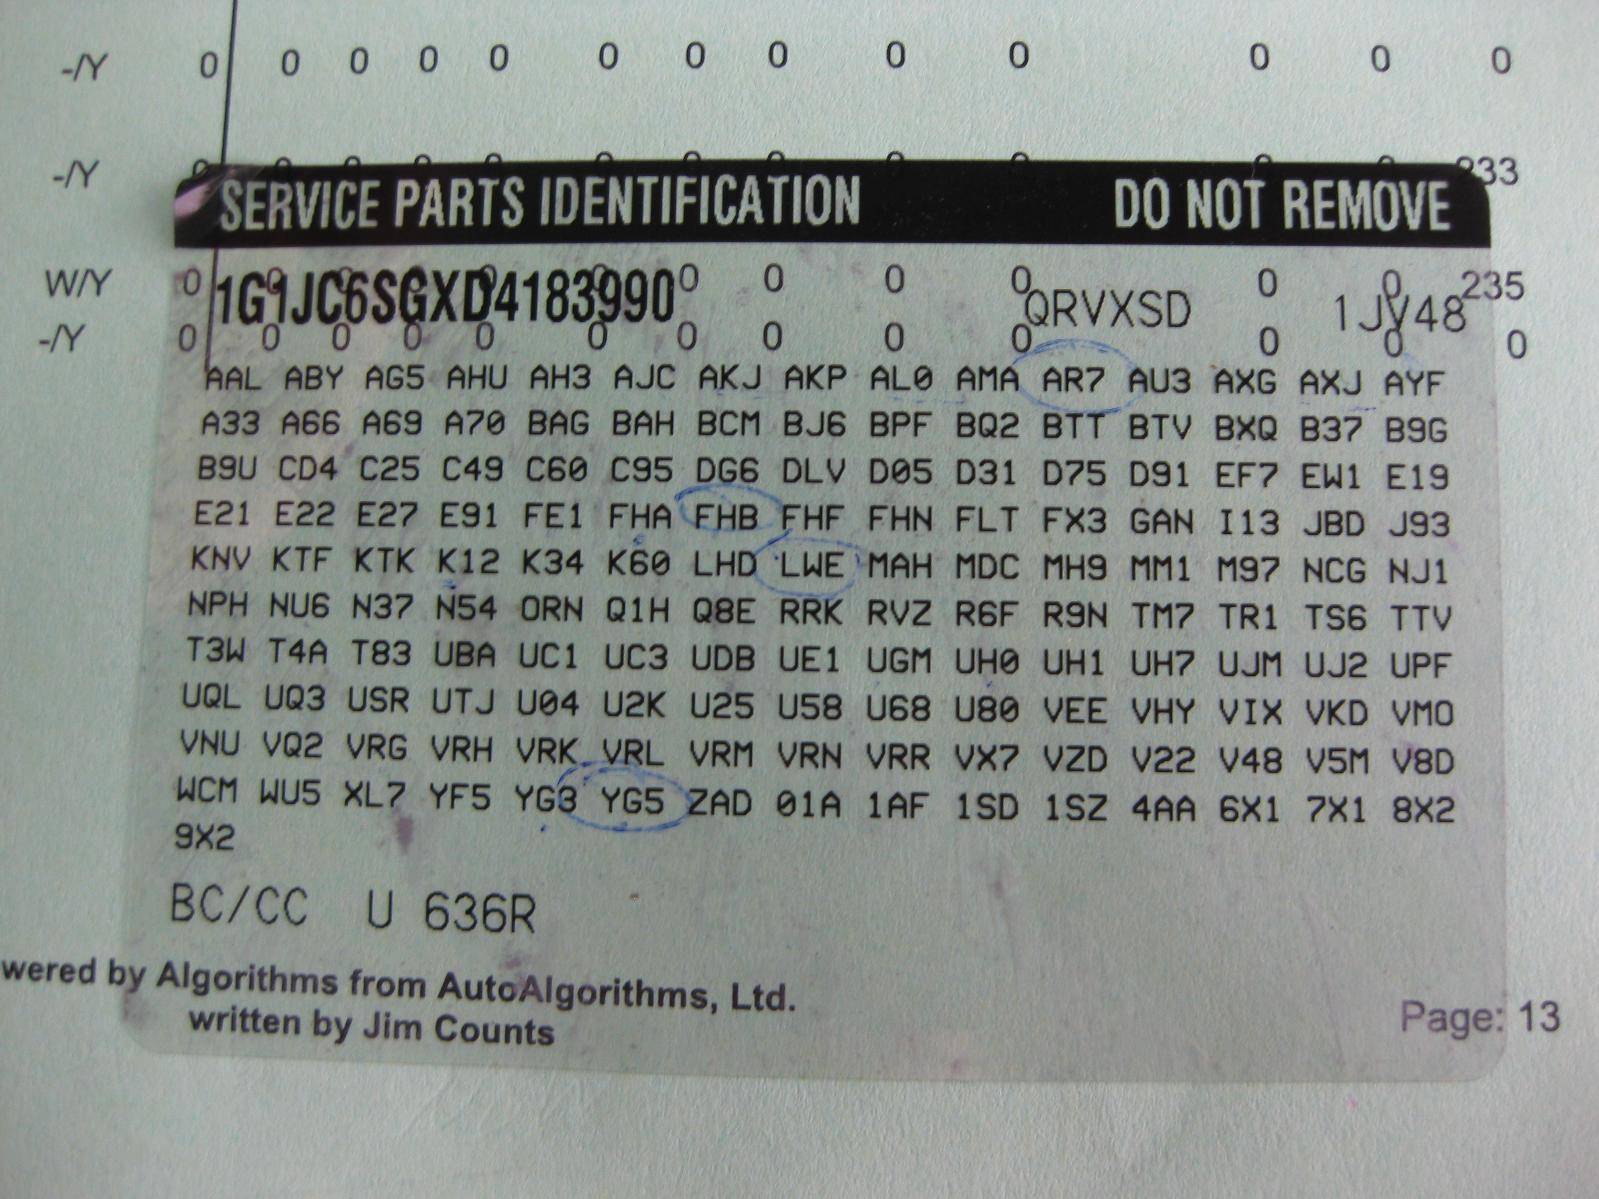 -/Y 0 0 0 0 0 0 0 0 0 0 0 0
-/Y 233
SERVICE PARTS IDENTIFICATION DO NOT REMOVE
W/Y 0 0 0 0 0 0 0 0 0 0 0 235
1G1JC6SGXD4183990 QRVXSD 1JV48
-/Y 0 0 0 0 0 0 0 0 0 0 0 0
AAL ABY AG5 AHU AH3 AJC AKJ AKP AL0 AMA AR7 AU3 AXG AXJ AYF
A33 A66 A69 A70 BAG BAH BCM BJ6 BPF BQ2 BTT BTV BXQ B37 B9G
B9U CD4 C25 C49 C60 C95 DG6 DLV D05 D31 D75 D91 EF7 EW1 E19
E21 E22 E27 E91 FE1 FHA FHB FHF FHN FLT FX3 GAN I13 JBD J93
KNV KTF KTK K12 K34 K60 LHD LWE MAH MDC MH9 MM1 M97 NCG NJ1
NPH NU6 N37 N54 ORN Q1H Q8E RRK RVZ R6F R9N TM7 TR1 TS6 TTV
T3W T4A T83 UBA UC1 UC3 UDB UE1 UGM UH0 UH1 UH7 UJM UJ2 UPF
UQL UQ3 USR UTJ U04 U2K U25 U58 U68 U80 VEE VHY VIX VKD VMO
VNU VQ2 VRG VRH VRK VRL VRM VRN VRR VX7 VZD V22 V48 V5M V8D
WCM WU5 XL7 YF5 YG3 YG5 ZAD 01A 1AF 1SD 1SZ 4AA 6X1 7X1 8X2
9X2
BC/CC U 636R
wered by Algorithms from AutoAlgorithms, Ltd.
written by Jim Counts
Page: 13